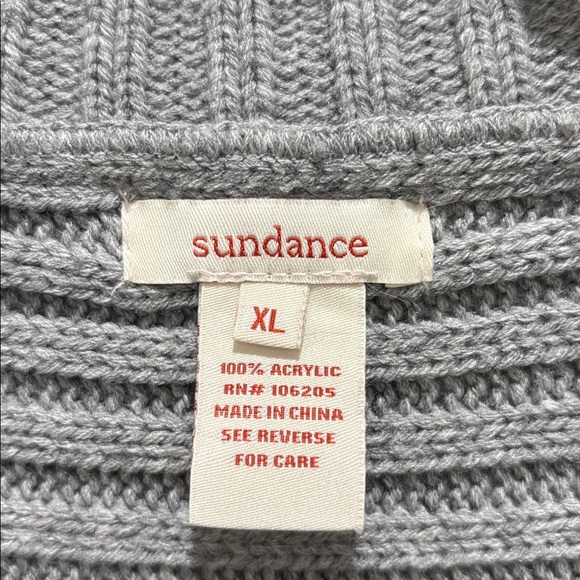 sundance
XL
100% ACRYLIC
RN# 106205
MADE IN CHINA
SEE REVERSE
FOR CARE